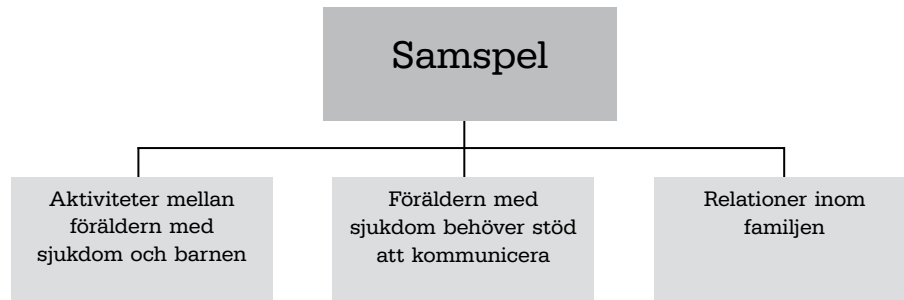 Samspel
Aktiviteter mellan
föräldern med
sjukdom och barnen
Föräldern med
sjukdom behöver stöd
att kommunicera
Relationer inom
familjen